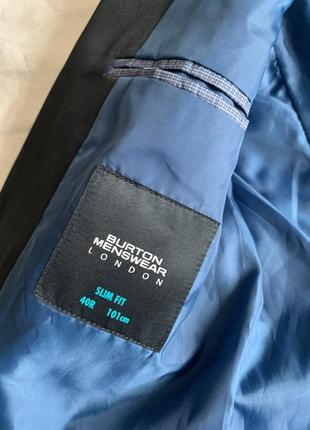 BURTON
MENSWEAR
LONDON
SLIM FIT
40R 101cm